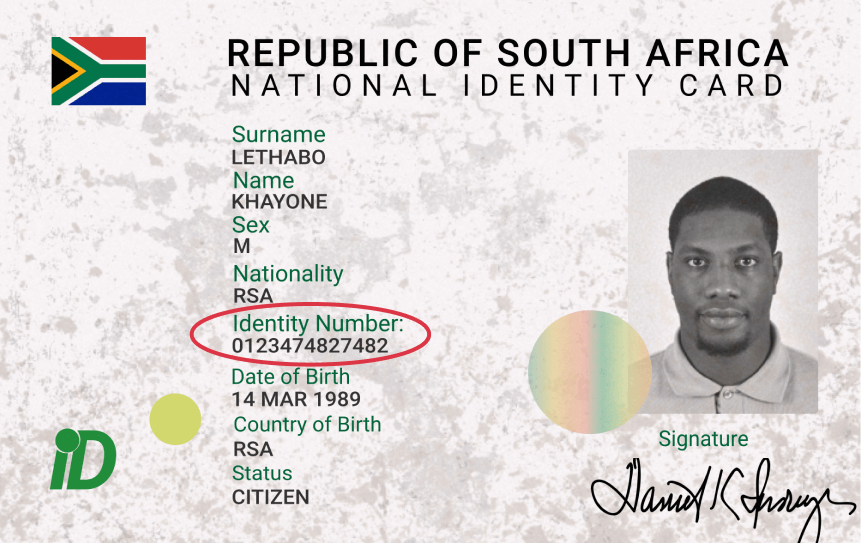 REPUBLIC OF SOUTH AFRICA
NATIONAL IDENTITY CARD
Surname
LETHABO
Name
KHAYONE
Sex
M
Nationality
RSA
Identity Number:
0123474827482
Date of Birth
14 MAR 1989
Country of Birth
RSA
Status
CITIZEN
iD
Signature